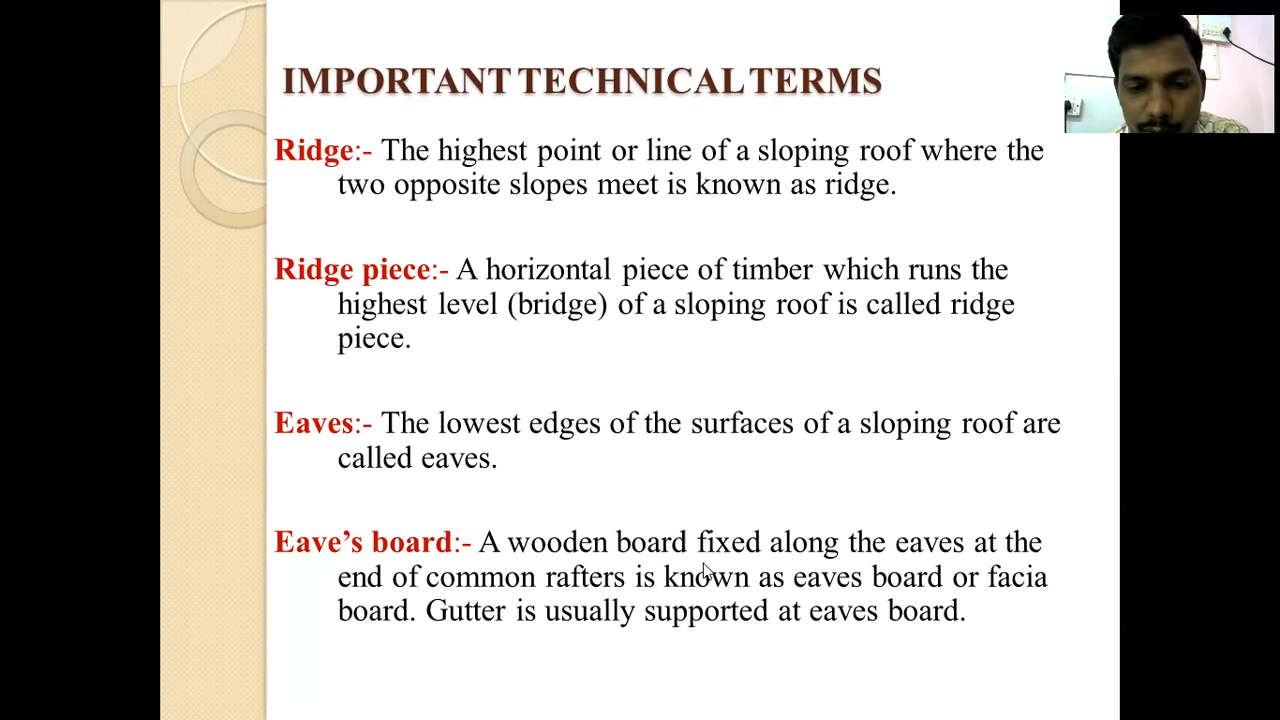 IMPORTANT TECHNICAL TERMS
Ridge:- The highest point or line of a sloping roof where the
two opposite slopes meet is known as ridge.
Ridge piece:- A horizontal piece of timber which runs the
highest level (bridge) of a sloping roof is called ridge
piece.
Eaves:- The lowest edges of the surfaces of a sloping roof are
called eaves.
Eave’s board:- A wooden board fixed along the eaves at the
end of common rafters is known as eaves board or facia
board. Gutter is usually supported at eaves board.